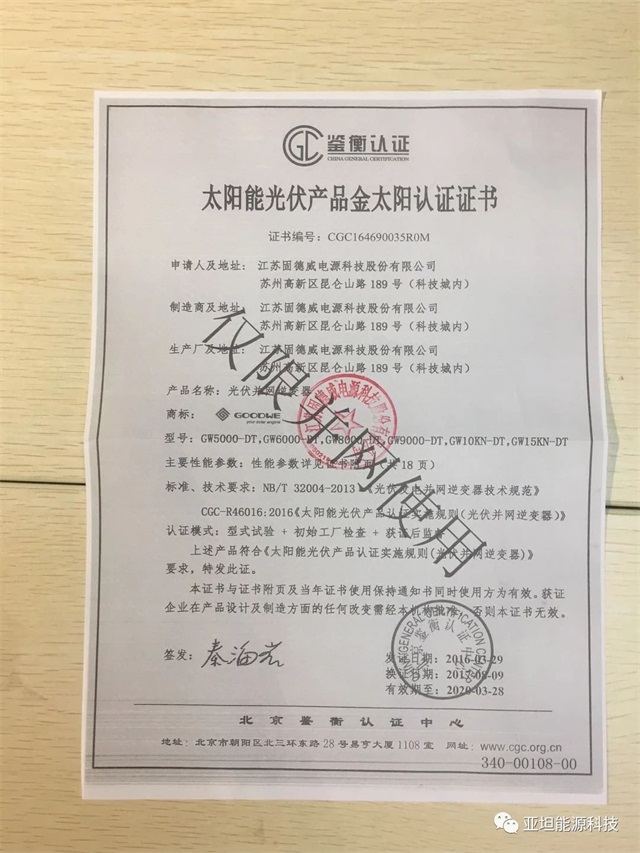 CGC 鉴衡认证
CHINA GENERAL CERTIFICATION
太阳能光伏产品金太阳认证证书
证书编号：CGC164690035R0M
申请人及地址：江苏固德威电源科技股份有限公司
苏州高新区昆仑山路 189 号（科技城内）
制造商及地址：江苏固德威电源科技股份有限公司
苏州高新区昆仑山路 189 号（科技城内）
生产厂及地址：江苏固德威电源科技股份有限公司
苏州高新区昆仑山路 189 号（科技城内）
产品名称：光伏并网逆变器
商标：GOODWE
your solar engine
型号：GW5000-DT,GW6000-DT,GW8000-DT,GW9000-DT,GW10KN-DT,GW15KN-DT
主要性能参数：性能参数详见证书附页（共 18 页）
标准、技术要求：NB/T 32004-2013 《光伏发电并网逆变器技术规范》
CGC-R46016:2016《太阳能光伏产品认证实施规则(光伏并网逆变器)》
认证模式：型式试验 + 初始工厂检查 + 获证后监督
上述产品符合《太阳能光伏产品认证实施规则(光伏并网逆变器)》
要求，特发此证。
本证书与证书附页及当年证书使用保持通知书同时使用方为有效。获证
企业在产品设计及制造方面的任何改变需经本机构批准，否则本证书无效。
签发：秦海岩
发证日期：2016-03-29
换证日期：2017-08-09
有效期至：2020-03-28
北京鉴衡认证中心
地址：北京市朝阳区北三环东路 28 号易亨大厦 1108 室 网址：www.cgc.org.cn
340-00108-00
仅限并网使用
亚坦能源科技